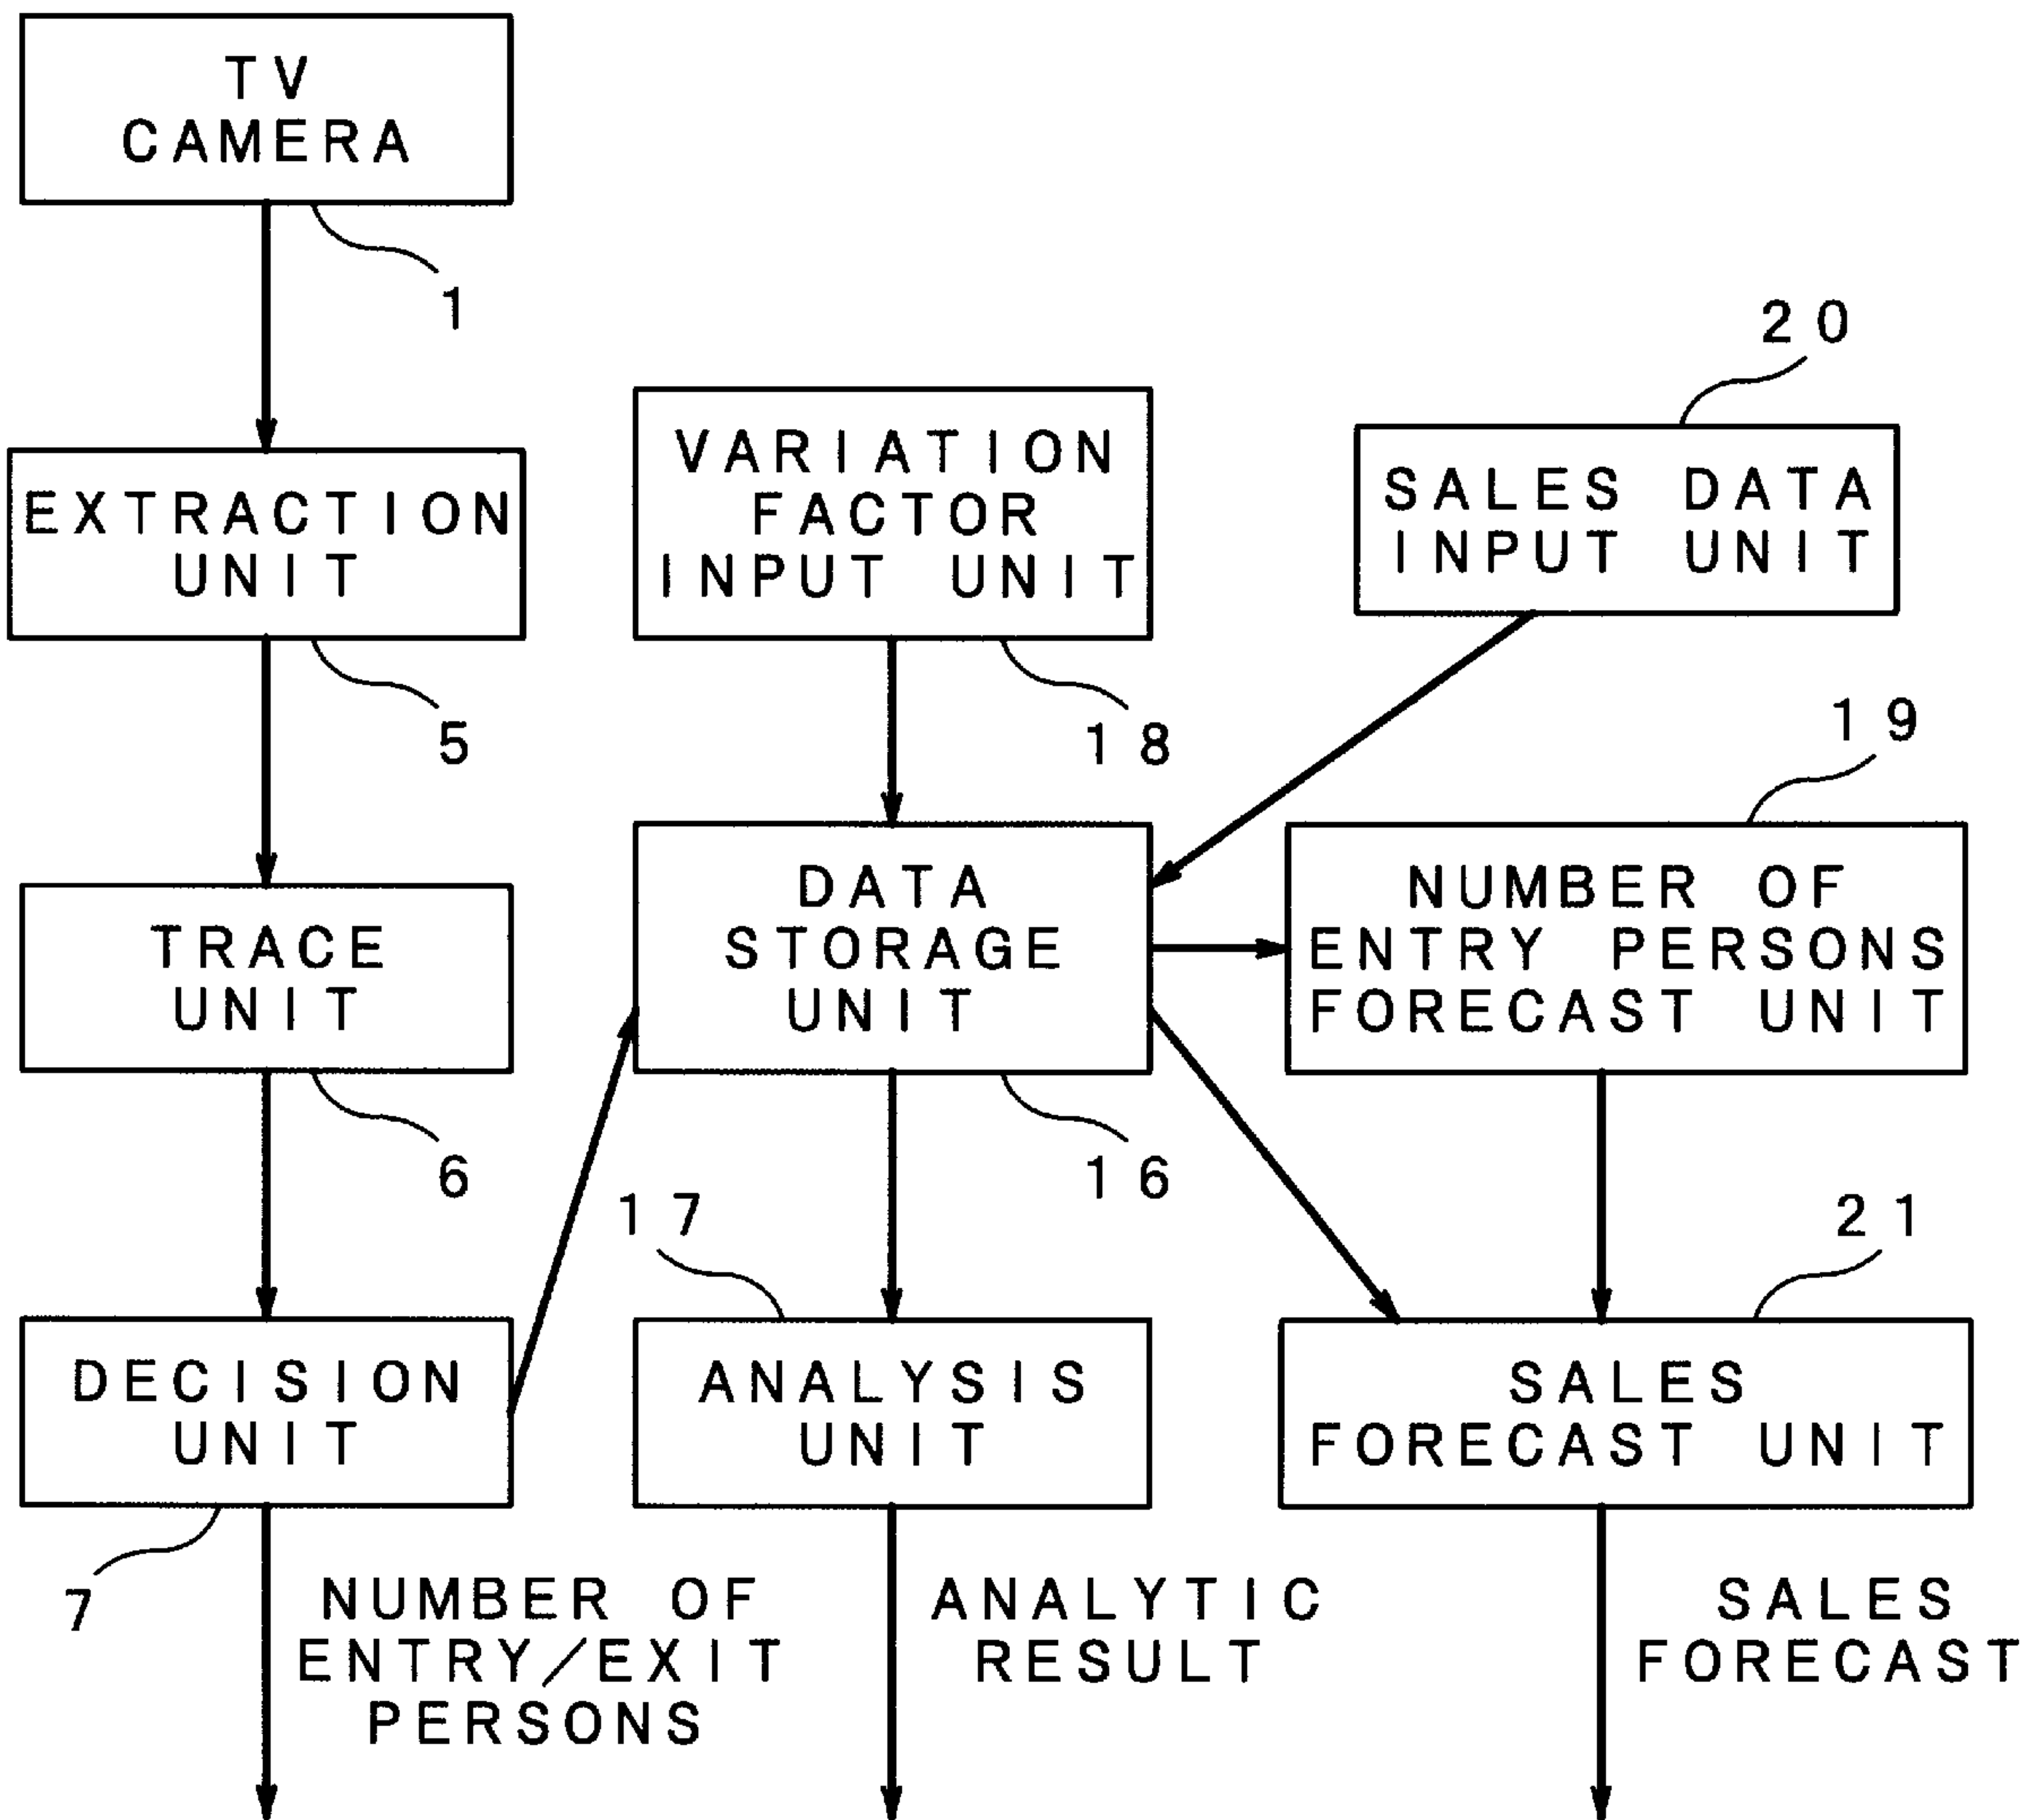 TV
CAMERA
1
20
EXTRACTION
UNIT
5
VARIATION
FACTOR
INPUT UNIT
18
SALES DATA
INPUT UNIT
19
TRACE
UNIT
6
DATA
STORAGE
UNIT
16
NUMBER OF
ENTRY PERSONS
FORECAST UNIT
17
21
DECISION
UNIT
7
ANALYSIS
UNIT
SALES
FORECAST UNIT
NUMBER OF
ENTRY/EXIT
PERSONS
ANALYTIC
RESULT
SALES
FORECAST